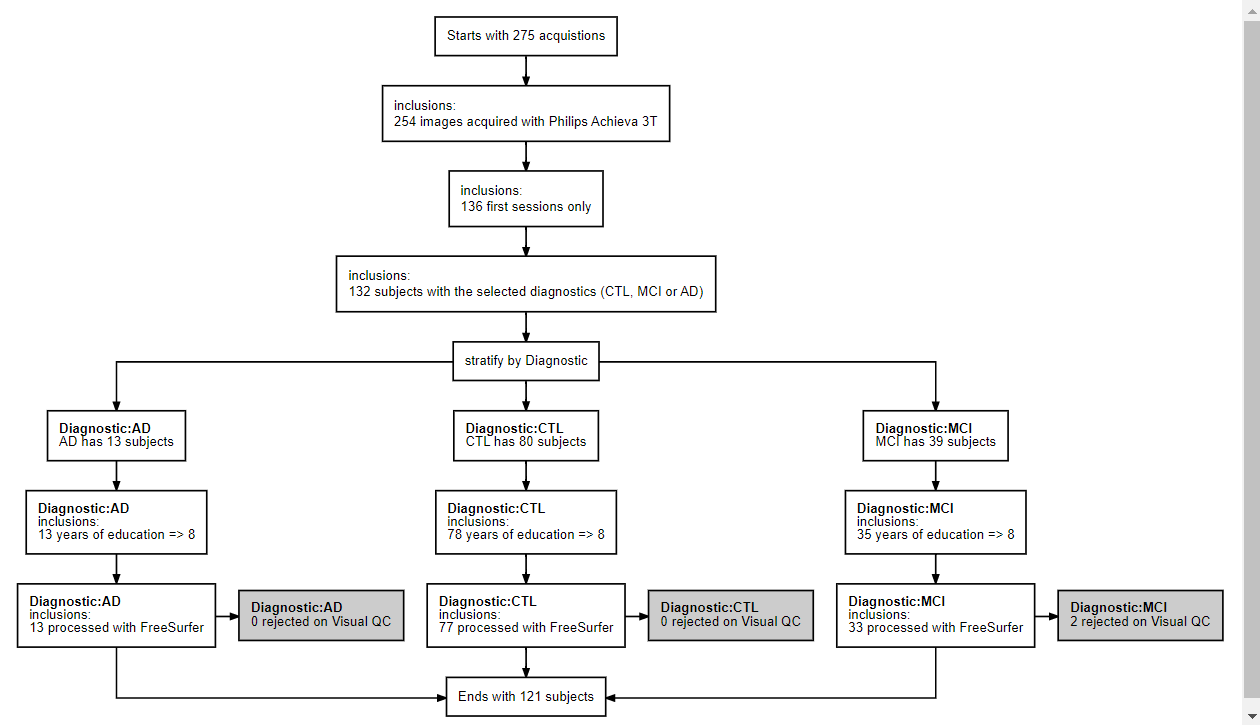 Starts with 275 acquistions
inclusions:
254 images acquired with Philips Achieva 3T
inclusions:
136 first sessions only
inclusions:
132 subjects with the selected diagnostics (CTL, MCI or AD)
stratify by Diagnostic
Diagnostic:AD
AD has 13 subjects
Diagnostic:CTL
CTL has 80 subjects
Diagnostic:MCI
MCI has 39 subjects
Diagnostic:AD
inclusions:
13 years of education => 8
Diagnostic:CTL
inclusions:
78 years of education => 8
Diagnostic:MCI
inclusions:
35 years of education => 8
Diagnostic:AD
inclusions:
13 processed with FreeSurfer
Diagnostic:AD
0 rejected on Visual QC
Diagnostic:CTL
inclusions:
77 processed with FreeSurfer
Diagnostic:CTL
0 rejected on Visual QC
Diagnostic:MCI
inclusions:
33 processed with FreeSurfer
Diagnostic:MCI
2 rejected on Visual QC
Ends with 121 subjects